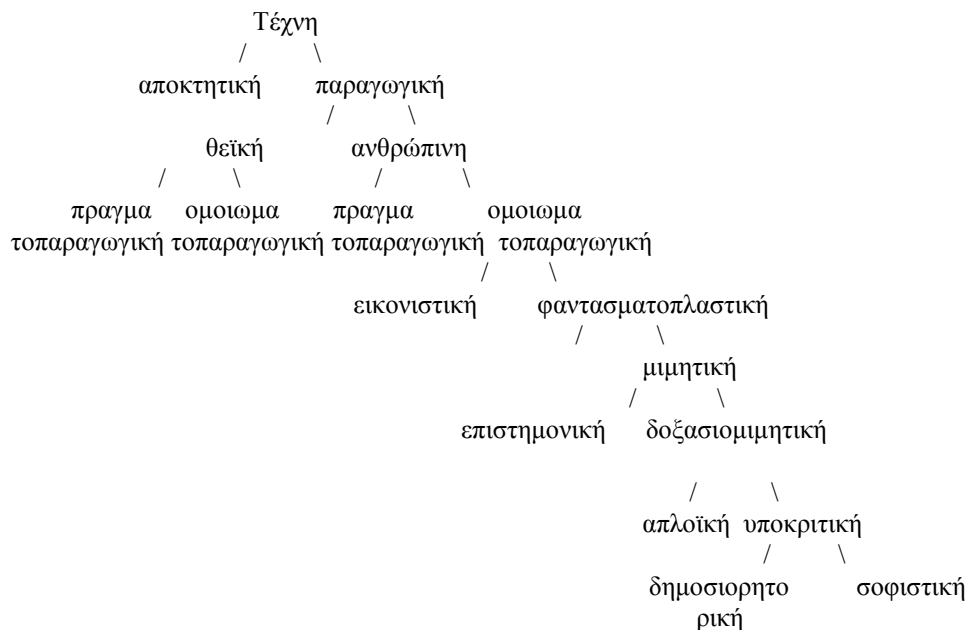 Τέχνη
αποκτητική παραγωγική
θεϊκή ανθρώπινη
πραγμα ομοιωμα πραγμα ομοιωμα
τοπαραγωγική τοπαραγωγική τοπαραγωγική τοπαραγωγική
εικονιστική φαντασματοπλαστική
μιμητική
επιστημονική δοξασιομιμητική
απλοϊκή υποκριτική
δημοσιορητο σοφιστική
ρική